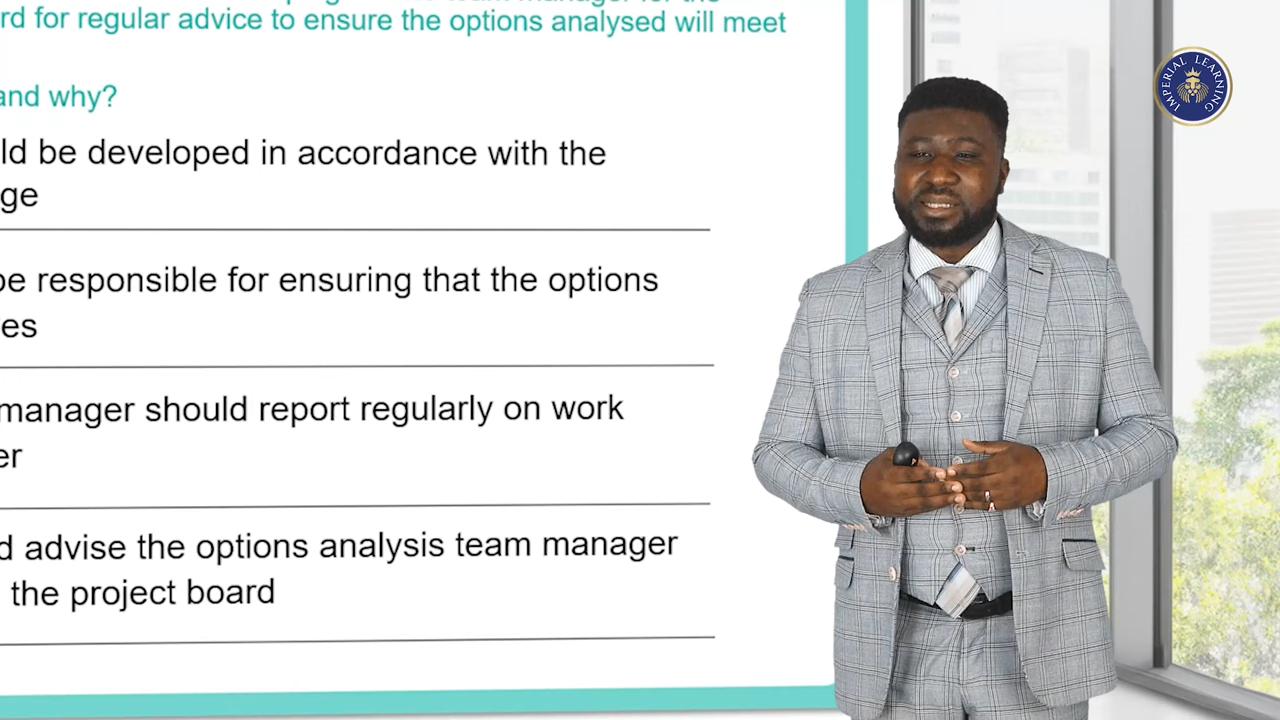 rd for regular advice to ensure the options analysed will meet
and why?
ld be developed in accordance with the
ge
be responsible for ensuring that the options
es
manager should report regularly on work
er
d advise the options analysis team manager
the project board
IMPERIAL LEARNING